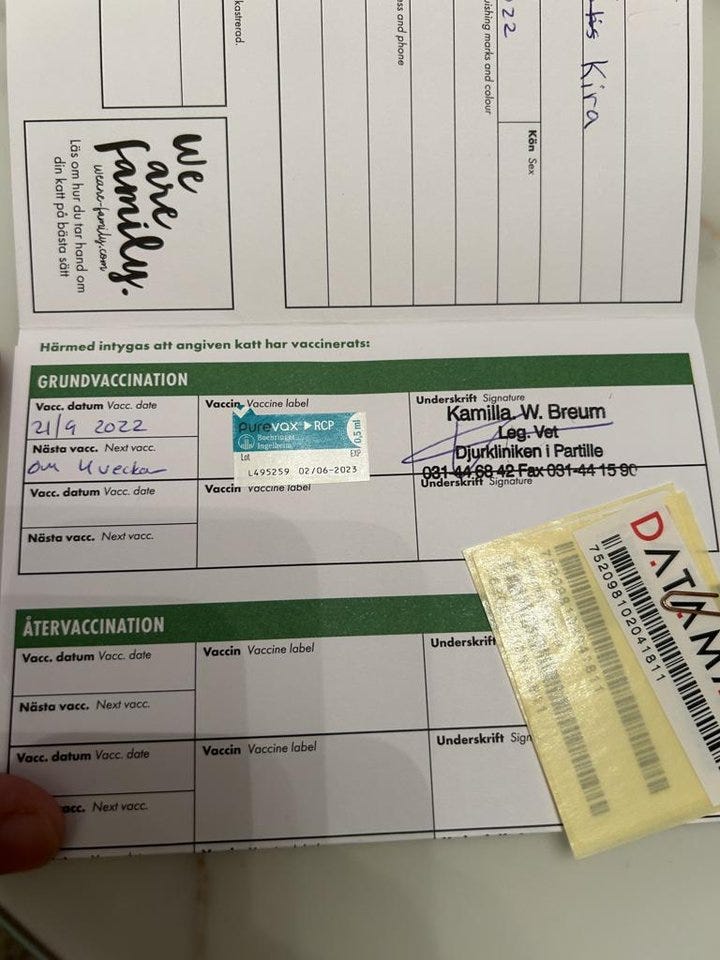 kastrerad.
ess and phone
uishing marks and colour
22
Kön Sex
Kira
We
are
family.
weare-family.com
Läs om hur du tar hand om
din katt på bästa sätt
Härmed intygas att angiven katt har vaccinerats:
GRUNDVACCINATION
Vacc. datum Vacc. date
21/9 2022
Nästa vacc. Next vacc.
om 4 veckor
Vaccin Vaccine label
purevax RCP
Boehringer
Ingelheim
0,5 ml
Lot
EXP
L495259 02/06-2023
Underskrift Signature
Kamilla. W. Breum
Leg. Vet
Djurkliniken i Partille
031-44 68 42 Fax 031-44 15 90
Vacc. datum Vacc. date
Nästa vacc. Next vacc.
Vaccin Vaccine label
Underskrift Signature
ÅTERVACCINATION
Vacc. datum Vacc. date
Nästa vacc. Next vacc.
Vaccin Vaccine label
Underskrift
Vacc. datum Vacc. date
vacc. Next vacc.
Vaccin Vaccine label
Underskrift Sign
DATAMA
752098102041811